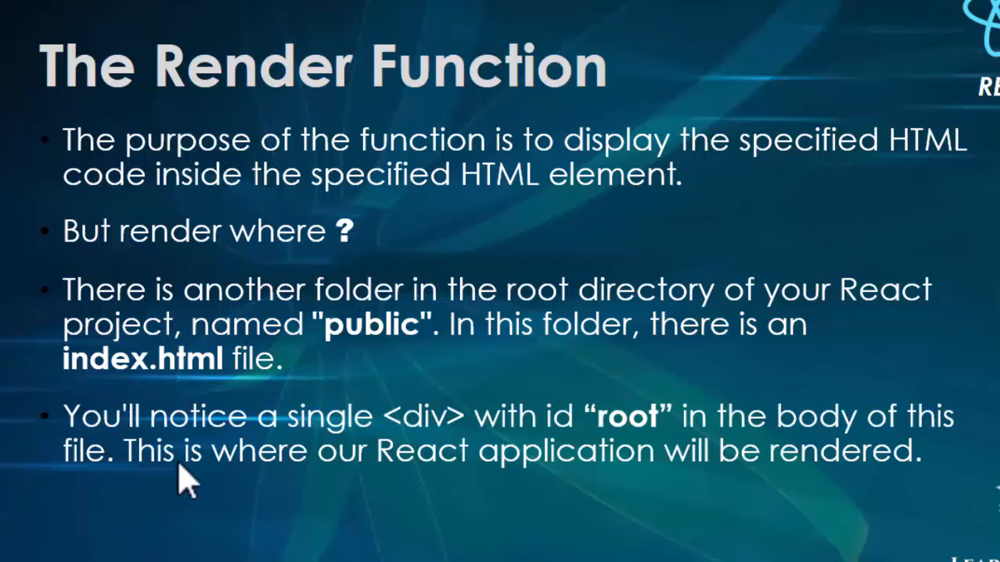 The Render Function
The purpose of the function is to display the specified HTML
code inside the specified HTML element.
But render where ?
There is another folder in the root directory of your React
project, named "public". In this folder, there is an
index.html file.
You'll notice a single <div> with id “root” in the body of this
file. This is where our React application will be rendered.